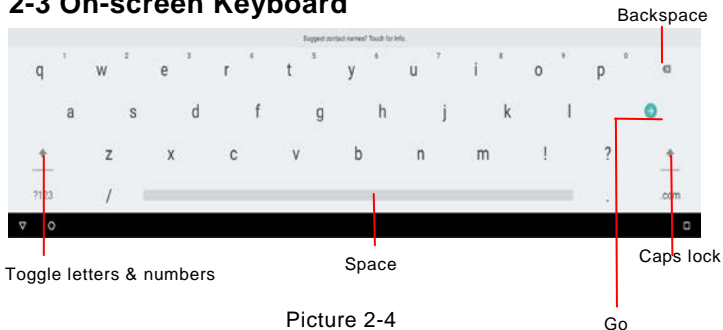 2-3 On-screen Keyboard
Backspace
Suggest contact names? Touch for info.
q 1 w 2 e 3 r 4 t 5 y 6 u 7 i 8 o 9 p 0
a s d f g h j k l
z x c v b n m ! ?
?123 / . .com
Toggle letters & numbers
Space
Caps lock
Picture 2-4
Go